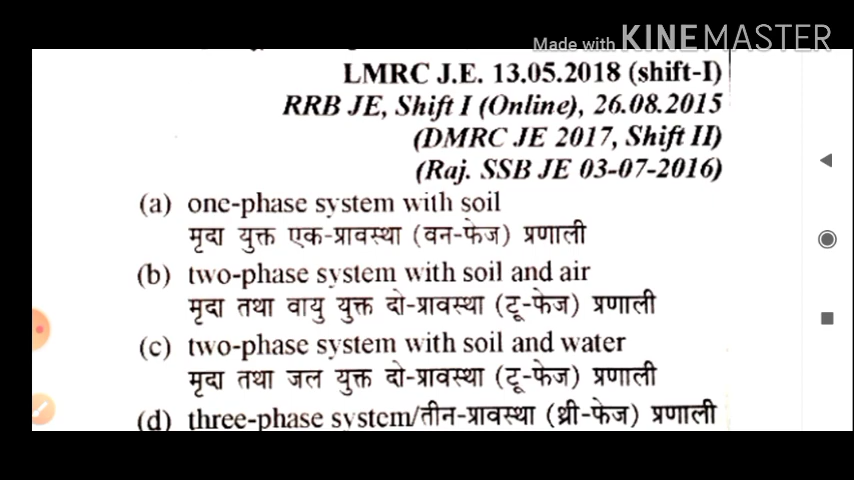 Made with KINEMASTER
LMRC J.E. 13.05.2018 (shift-I)
RRB JE, Shift I (Online), 26.08.2015
(DMRC JE 2017, Shift II)
(Raj. SSB JE 03-07-2016)
(a) one-phase system with soil
मृदा युक्त एक-प्रावस्था (वन-फेज) प्रणाली
(b) two-phase system with soil and air
मृदा तथा वायु युक्त दो-प्रावस्था (टू-फेज) प्रणाली
(c) two-phase system with soil and water
मृदा तथा जल युक्त दो-प्रावस्था (टू-फेज) प्रणाली
(d) three-phase system/तीन-प्रावस्था (थ्री-फेज) प्रणाली